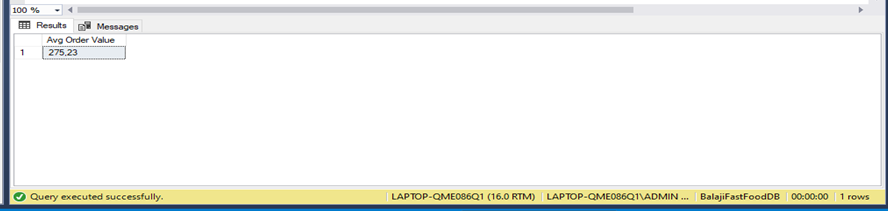 100 %
Results Messages
Avg Order Value
1 275,23
Query executed successfully. LAPTOP-QME086Q1 (16.0 RTM) LAPTOP-QME086Q1\ADMIN ... BalajiFastFoodDB 00:00:00 1 rows